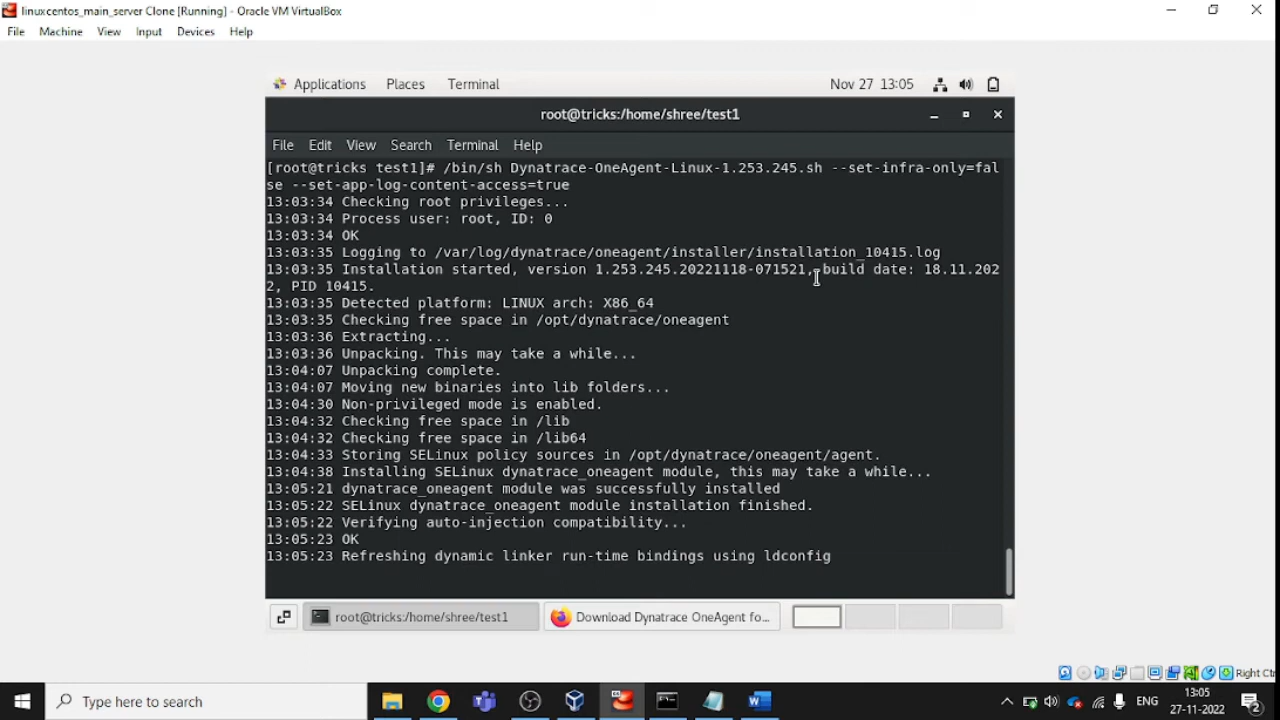 linuxcentos_main_server Clone [Running] - Oracle VM VirtualBox
File Machine View Input Devices Help
Applications Places Terminal Nov 27 13:05
root@tricks:/home/shree/test1
File Edit View Search Terminal Help
[root@tricks test1]# /bin/sh Dynatrace-OneAgent-Linux-1.253.245.sh --set-infra-only=fal
se --set-app-log-content-access=true
13:03:34 Checking root privileges...
13:03:34 Process user: root, ID: 0
13:03:34 OK
13:03:35 Logging to /var/log/dynatrace/oneagent/installer/installation_10415.log
13:03:35 Installation started, version 1.253.245.20221118-071521, build date: 18.11.202
2, PID 10415.
13:03:35 Detected platform: LINUX arch: X86_64
13:03:35 Checking free space in /opt/dynatrace/oneagent
13:03:36 Extracting...
13:03:36 Unpacking. This may take a while...
13:04:07 Unpacking complete.
13:04:07 Moving new binaries into lib folders...
13:04:30 Non-privileged mode is enabled.
13:04:32 Checking free space in /lib
13:04:32 Checking free space in /lib64
13:04:33 Storing SELinux policy sources in /opt/dynatrace/oneagent/agent.
13:04:38 Installing SELinux dynatrace_oneagent module, this may take a while...
13:05:21 dynatrace_oneagent module was successfully installed
13:05:22 SELinux dynatrace_oneagent module installation finished.
13:05:22 Verifying auto-injection compatibility...
13:05:23 OK
13:05:23 Refreshing dynamic linker run-time bindings using ldconfig
root@tricks:/home/shree/test1 Download Dynatrace OneAgent fo...
Right Ctr
Type here to search ENG 13:05
27-11-2022 2